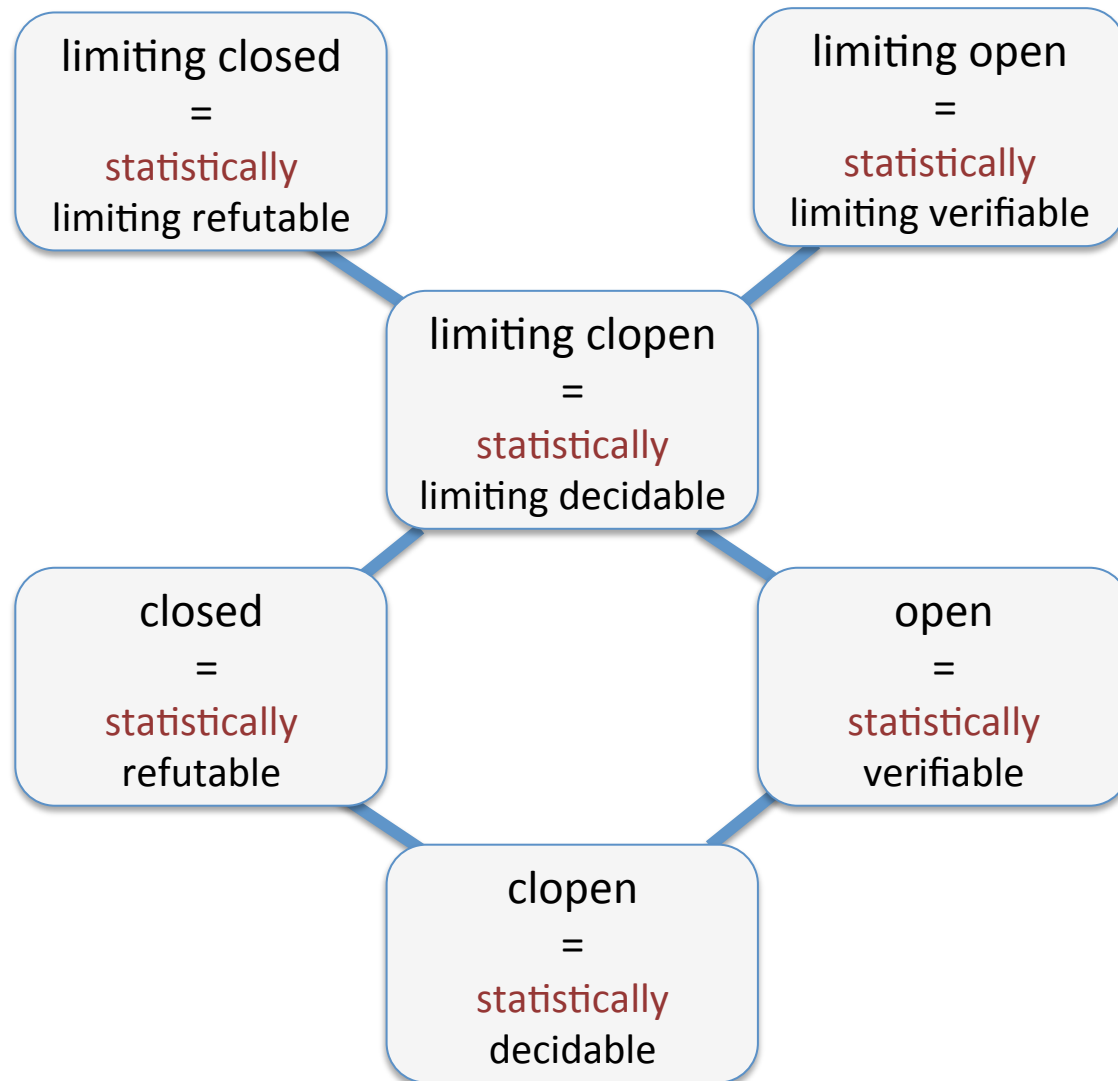 limiting closed
=
statistically
limiting refutable
limiting open
=
statistically
limiting verifiable
limiting clopen
=
statistically
limiting decidable
closed
=
statistically
refutable
open
=
statistically
verifiable
clopen
=
statistically
decidable